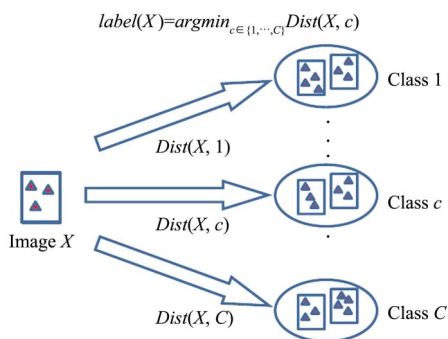 label(X)=argmin_{c∈{1,⋯,C}}Dist(X, c)
Class 1
Dist(X, 1)
Class c
Dist(X, c)
Image X
Class C
Dist(X, C)